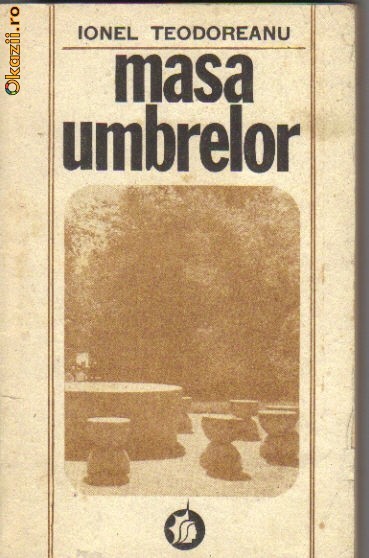 Okazii.ro
IONEL TEODOREANU
masa
umbrelor